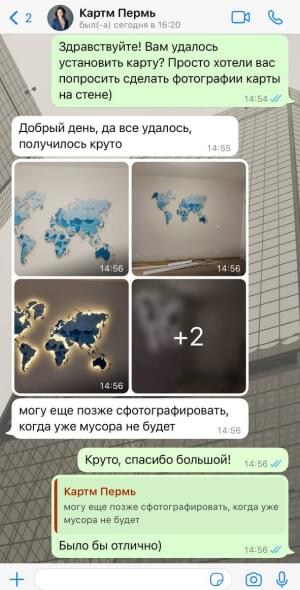 2
Картм Пермь
был(-а) сегодня в 16:20
Здравствуйте! Вам удалось
установить карту? Просто хотели вас
попросить сделать фотографии карты
на стене)
14:54
Добрый день, да все удалось,
получилось круто
14:55
14:56
14:56
14:56
+2
могу еще позже сфотографировать,
когда уже мусора не будет
14:56
Круто, спасибо большой!
14:56
Картм Пермь
могу еще позже сфотографировать, когда уже
мусора не будет
Было бы отлично)
14:56